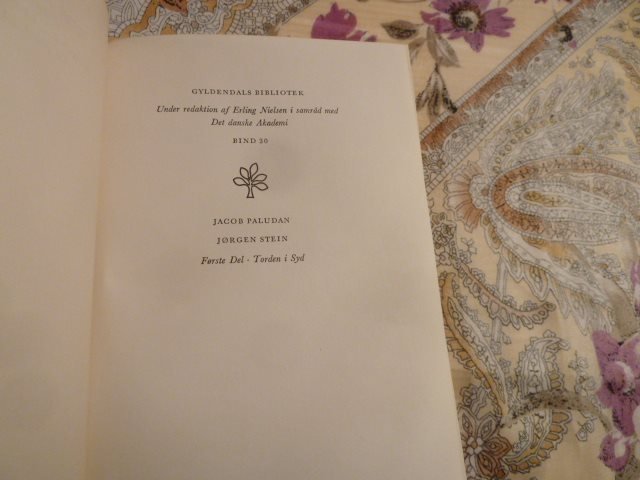 GYLDENDALS BIBLIOTEK
Under redaktion af Erling Nielsen i samråd med
Det danske Akademi
BIND 30
JACOB PALUDAN
JØRGEN STEIN
Første Del · Torden i Syd